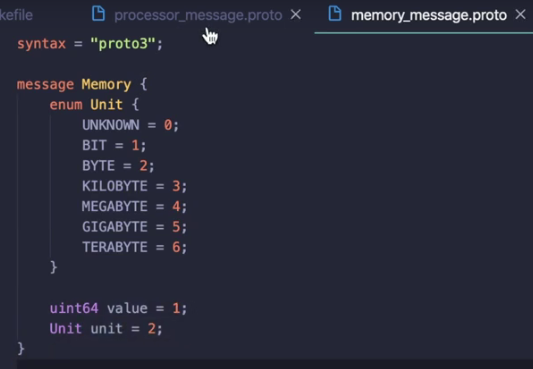 kefile processor_message.proto × memory_message.proto ×
syntax = "proto3";
message Memory {
enum Unit {
UNKNOWN = 0;
BIT = 1;
BYTE = 2;
KILOBYTE = 3;
MEGABYTE = 4;
GIGABYTE = 5;
TERABYTE = 6;
}
uint64 value = 1;
Unit unit = 2;
}